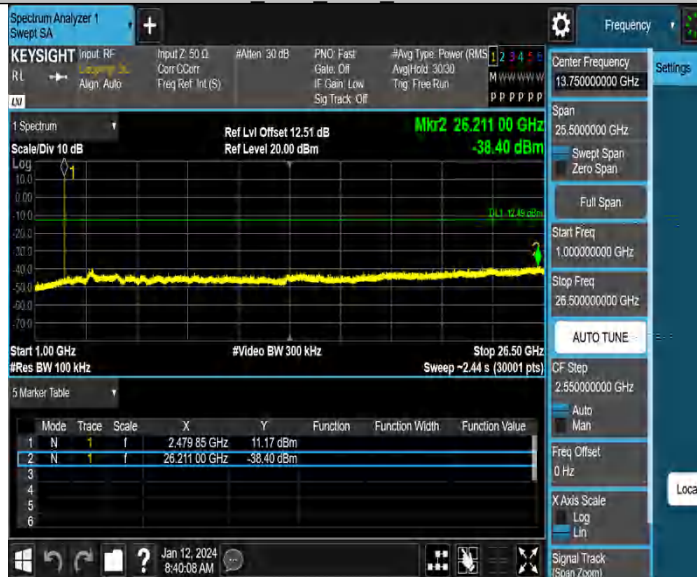 Spectrum Analyzer 1
Swept SA
+
Frequency
KEYSIGHT Input: RF
R L
Align: Auto
LXI
Input Z: 50 Ω
Corr CCorr
Freq Ref: Int (S)
#Atten: 30 dB
PNO: Fast
Gate: Off
IF Gain: Low
Sig Track: Off
#Avg Type: Power (RMS
Avg|Hold: 30/30
Trig: Free Run
1 2 3 4 5 6
M W W W W W
P P P P P P
1 Spectrum
Scale/Div 10 dB
Ref Lvl Offset 12.51 dB
Ref Level 20.00 dBm
Mkr2 26.211 00 GHz
-38.40 dBm
Log
10.0
0.00
-10.0
-20.0
-30.0
-40.0
-50.0
-60.0
-70.0
1
DL1 -12.49 dBm
2
Start 1.00 GHz
#Res BW 100 kHz
#Video BW 300 kHz
Stop 26.50 GHz
Sweep ~2.44 s (30001 pts)
5 Marker Table
Mode Trace Scale X Y Function Function Width Function Value
1 N 1 f 2.479 85 GHz 11.17 dBm
2 N 1 f 26.211 00 GHz -38.40 dBm
3
4
5
6
Center Frequency
13.750000000 GHz
Settings
Span
25.5000000 GHz
Swept Span
Zero Span
Full Span
Start Freq
1.000000000 GHz
Stop Freq
26.500000000 GHz
AUTO TUNE
CF Step
2.550000000 GHz
Auto
Man
Freq Offset
0 Hz
Loca
X Axis Scale
Log
Lin
Signal Track
(Span Zoom)
?
Jan 12, 2024
8:40:08 AM